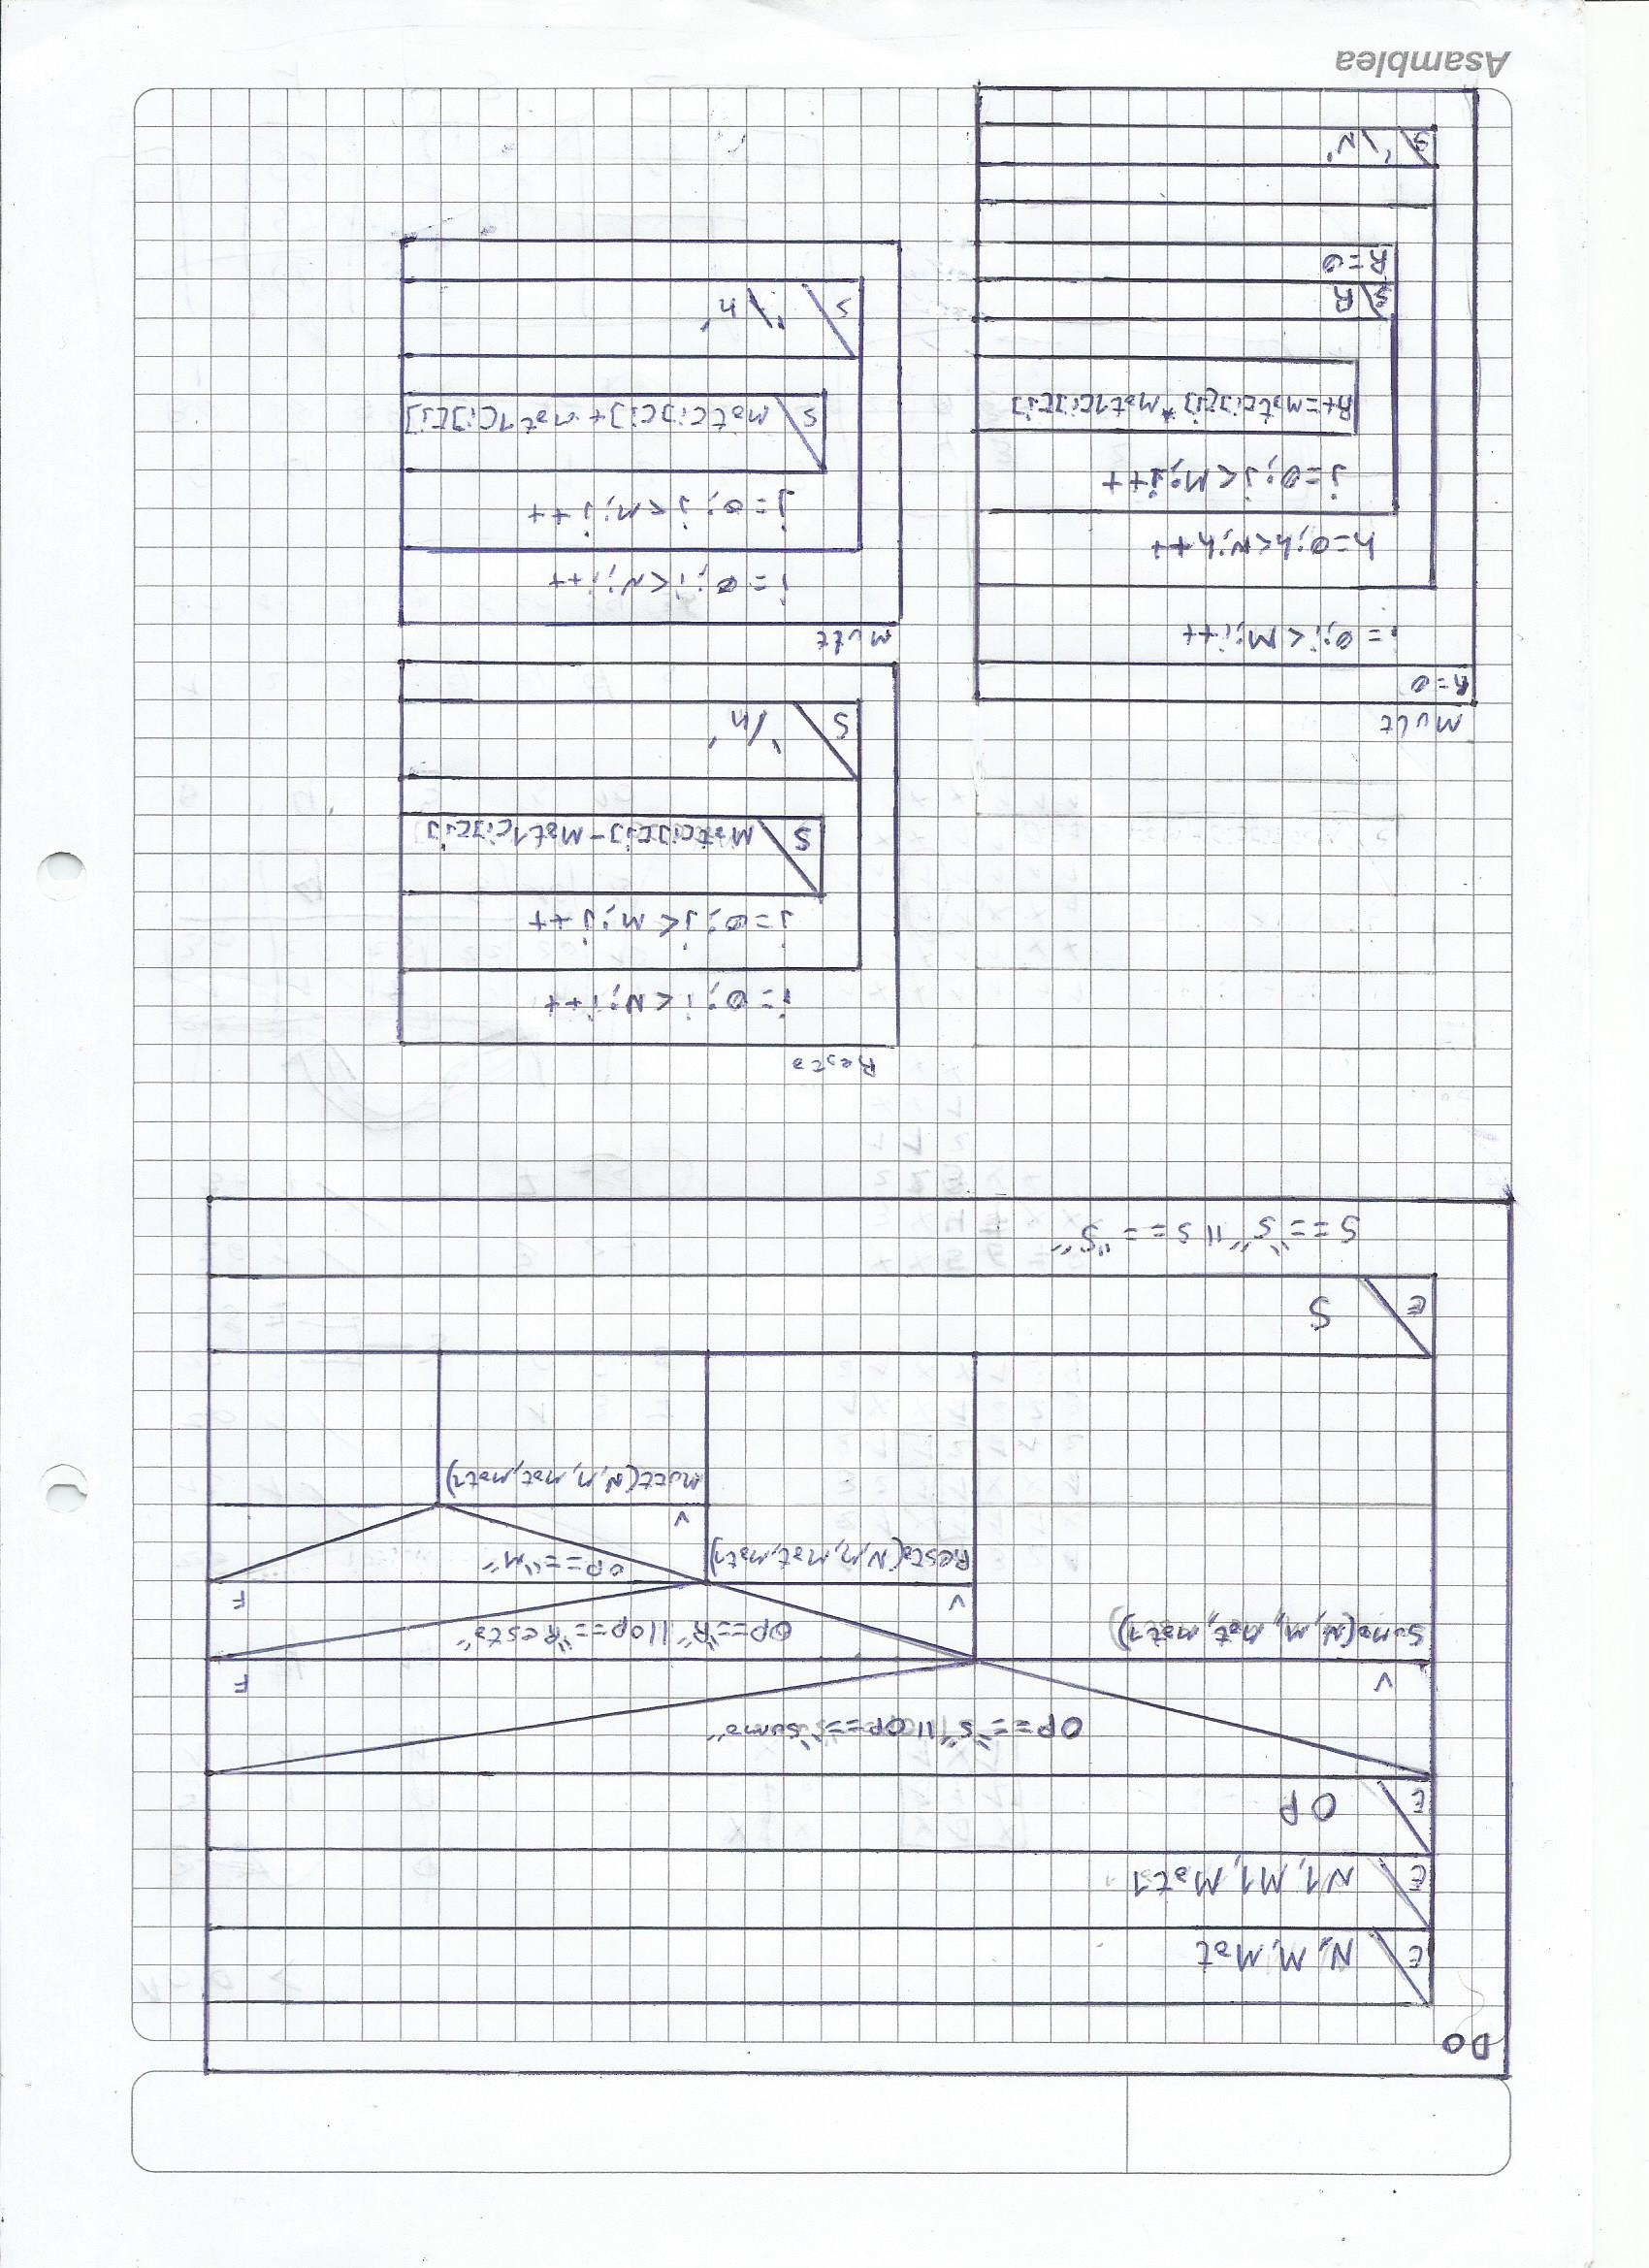 DO
E N, M, Mat
E N1, M1, Mat1
E OP
OP=="S" || OP=="Suma"
V F
Suma(N, M, Mat, mat1)
OP=="R" || op=="Resta"
V F
Resta(N, M, mat, mat1)
OP=="M"
V
Mult(N, M, mat, mat1)
E S
S=="s" || s=="S"
Resta
i=0; i<N; i++
j=0; j<M; j++
S Mat[i][j]-Mat1[i][j]
S '/n'
Mult
R=0
i=0; i<M; i++
h=0; h<N; h++
j=0; j<M; j++
R+=mat[i][j]*Mat1[i][j]
S R
R=0
S '\N'
Mult
i=0; i<N; i++
j=0; j<M; j++
S mat[i][j]+mat1[i][j]
S '\n'
Asamblea